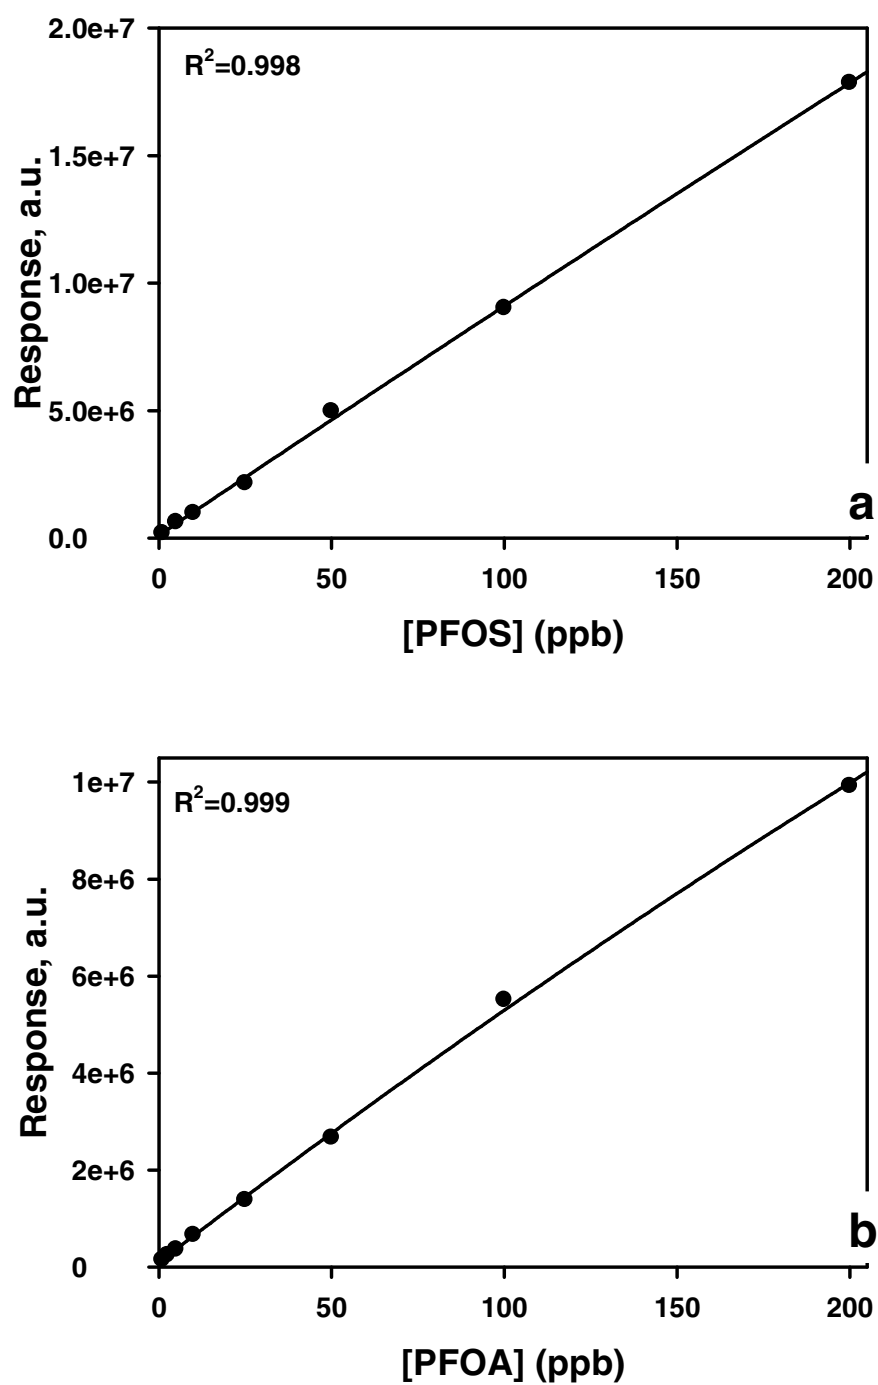 2.0e+7
R²=0.998
1.5e+7
1.0e+7
5.0e+6
0.0
Response, a.u.
a
0 50 100 150 200
[PFOS] (ppb)
1e+7
R²=0.999
8e+6
6e+6
4e+6
2e+6
0
Response, a.u.
b
0 50 100 150 200
[PFOA] (ppb)